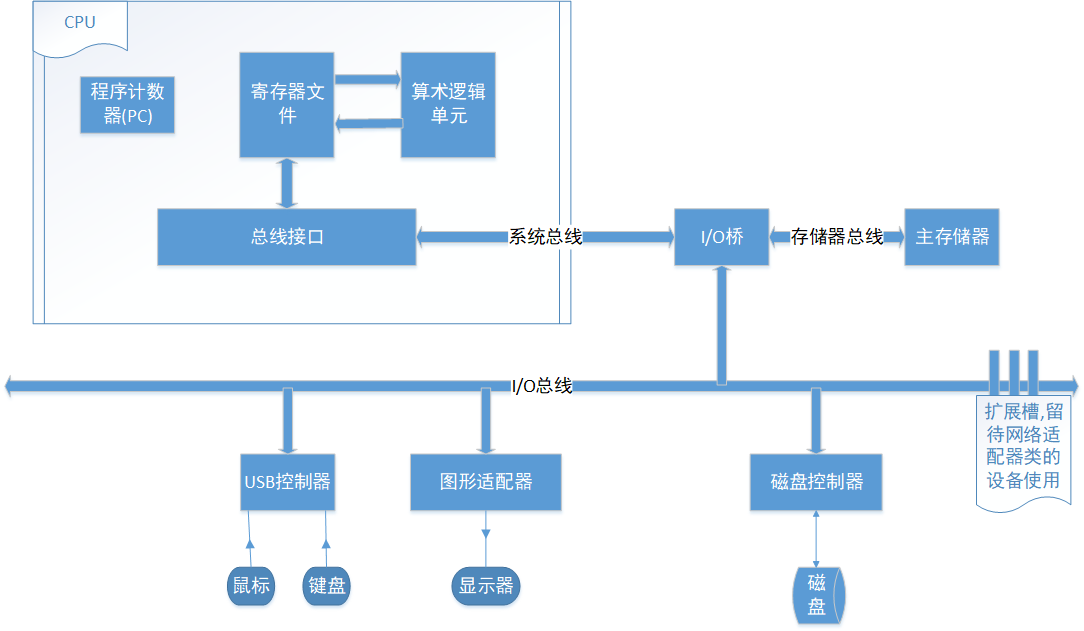 CPU
程序计数
器(PC)
寄存器文
件
算术逻辑
单元
总线接口
系统总线
I/O桥
存储器总线
主存储器
I/O总线
扩展槽,留
待网络适
配器类的
设备使用
USB控制器
图形适配器
磁盘控制器
鼠标
键盘
显示器
磁
盘